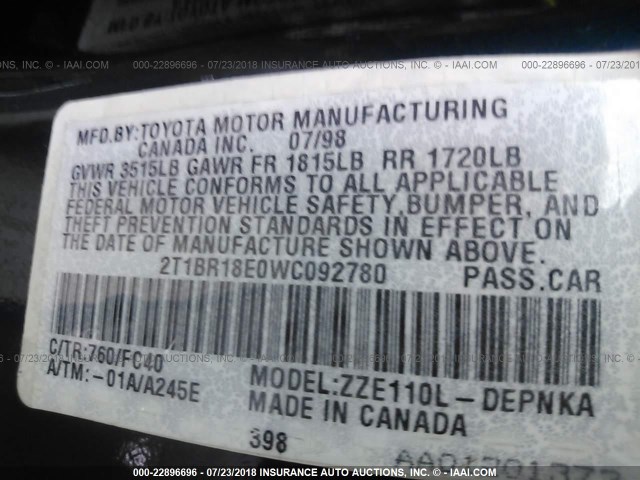 INC. - IAAI.COM 000-22896696 - 07/23/2018 INSURANCE AUTO AUCTIONS, INC. - IAAI.COM 000-22896696
MFD.BY:TOYOTA MOTOR MANUFACTURING
CANADA INC. 07/98
GVWR 3515LB GAWR FR 1815LB RR 1720LB
THIS VEHICLE CONFORMS TO ALL APPLICABLE
FEDERAL MOTOR VEHICLE SAFETY,BUMPER, AND
THEFT PREVENTION STANDARDS IN EFFECT ON
THE DATE OF MANUFACTURE SHOWN ABOVE.
2T1BR18E0WC092780 PASS.CAR
C/TR:760/FC40
A/TM:-01A/A245E MODEL:ZZE110L-DEPNKA
MADE IN CANADA
398
000-22896696 - 07/23/2018 - INSURANCE AUTO AUCTIONS, INC. - IAAI.COM